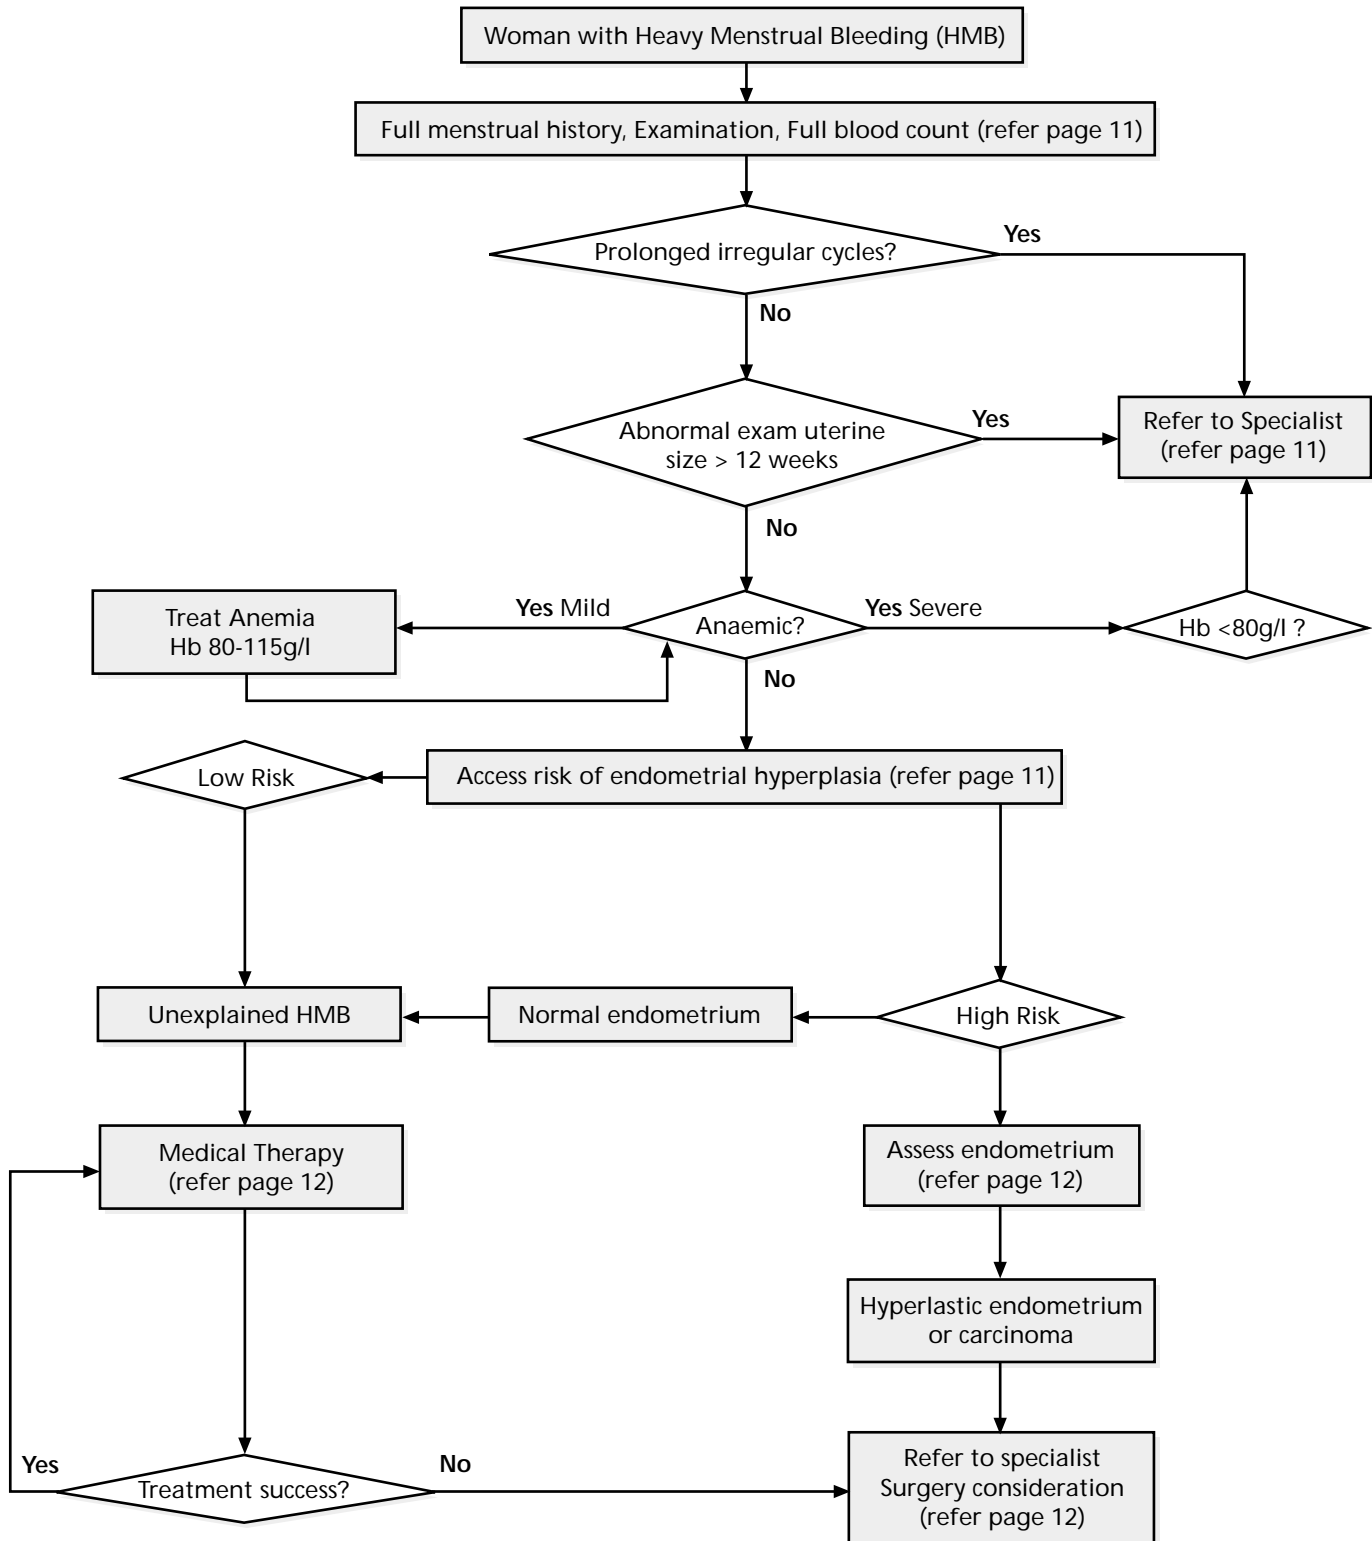 Woman with Heavy Menstrual Bleeding (HMB)
Full menstrual history, Examination, Full blood count (refer page 11)
Prolonged irregular cycles?
Yes
No
Abnormal exam uterine
size > 12 weeks
Yes
Refer to Specialist
(refer page 11)
No
Treat Anemia
Hb 80-115g/l
Yes Mild
Anaemic?
Yes Severe
Hb <80g/l ?
No
Low Risk
Access risk of endometrial hyperplasia (refer page 11)
Unexplained HMB
Normal endometrium
High Risk
Medical Therapy
(refer page 12)
Assess endometrium
(refer page 12)
Hyperlastic endometrium
or carcinoma
Yes
Treatment success?
No
Refer to specialist
Surgery consideration
(refer page 12)